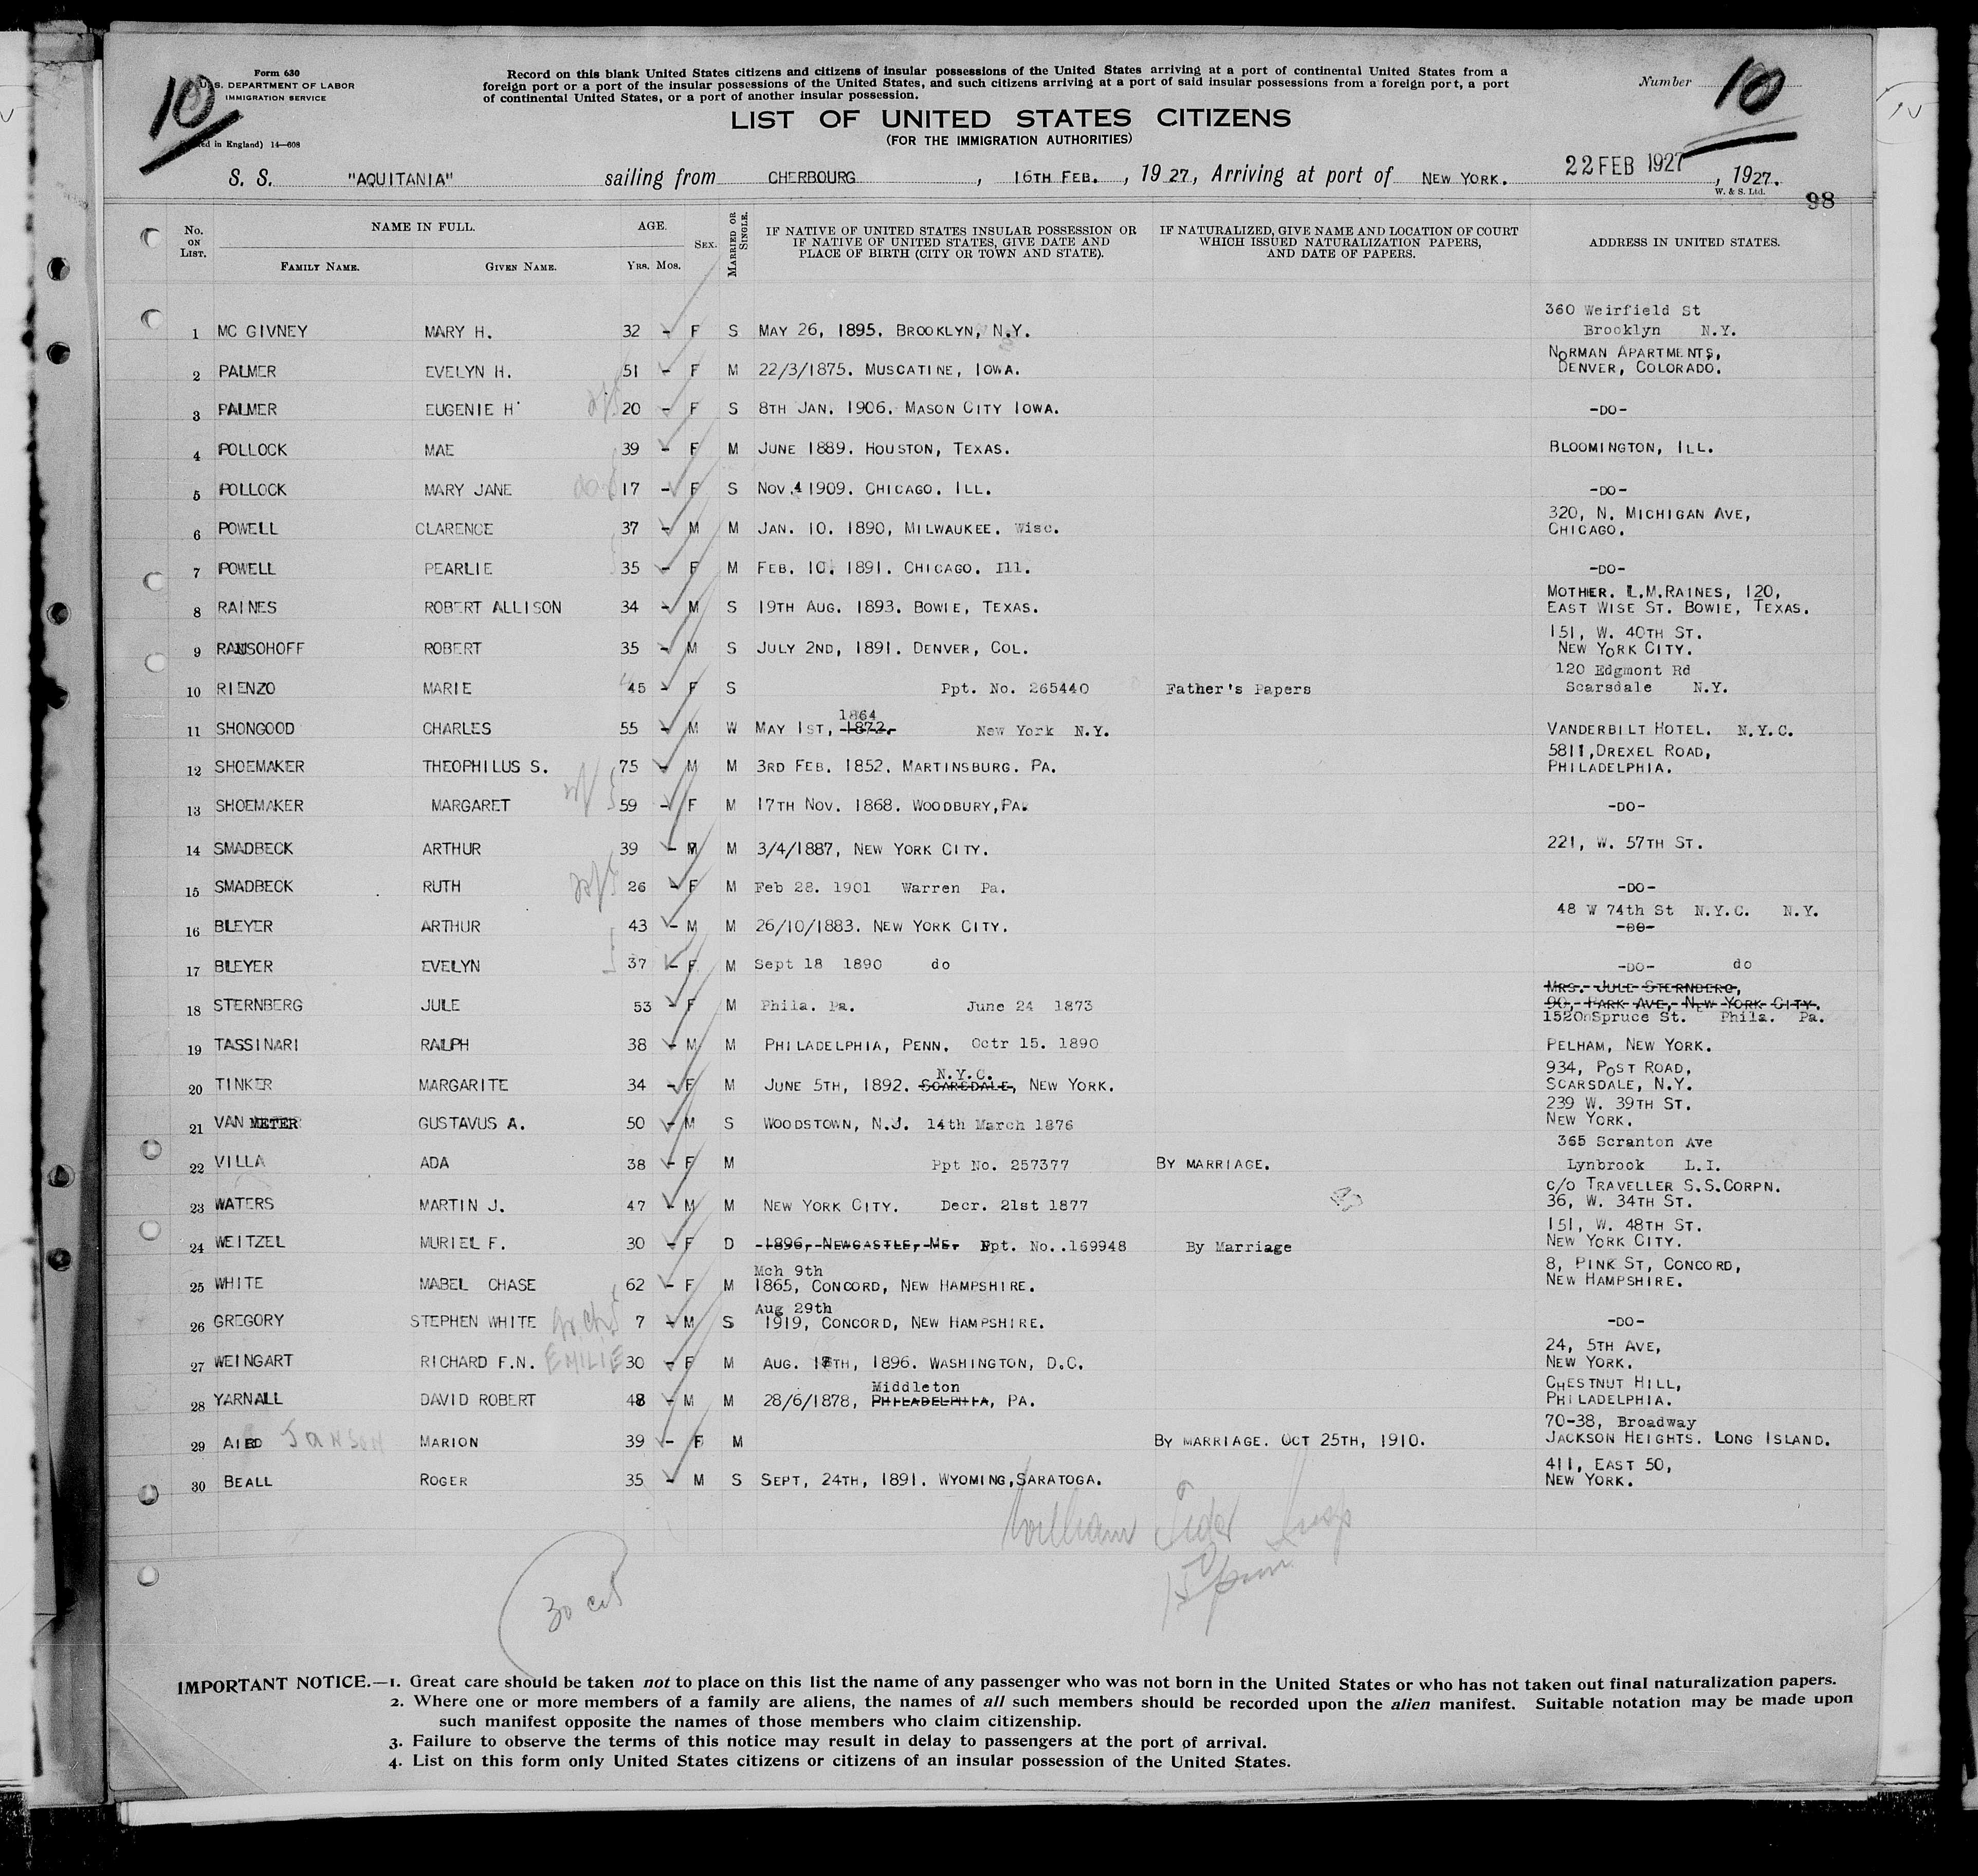 Form 630
U.S. DEPARTMENT OF LABOR
IMMIGRATION SERVICE
in England) 14—608
10
Record on this blank United States citizens and citizens of insular possessions of the United States arriving at a port of continental United States from a
foreign port or a port of the insular possessions of the United States, and such citizens arriving at a port of said insular possessions from a foreign port, a port
of continental United States, or a port of another insular possession.
Number 10
LIST OF UNITED STATES CITIZENS
(FOR THE IMMIGRATION AUTHORITIES)
S. S. "AQUITANIA" sailing from CHERBOURG, 16TH FEB., 1927, Arriving at port of NEW YORK. 22 FEB 1927, 1927.
W. & S. Ltd.
98
No. ON LIST. NAME IN FULL. FAMILY NAME. GIVEN NAME. AGE. YRS. MOS. SEX. MARRIED OR SINGLE. IF NATIVE OF UNITED STATES INSULAR POSSESSION OR IF NATIVE OF UNITED STATES, GIVE DATE AND PLACE OF BIRTH (CITY OR TOWN AND STATE). IF NATURALIZED, GIVE NAME AND LOCATION OF COURT WHICH ISSUED NATURALIZATION PAPERS, AND DATE OF PAPERS. ADDRESS IN UNITED STATES.
1 MC GIVNEY MARY H. 32 - F S MAY 26, 1895. BROOKLYN, N.Y. 360 Weirfield St Brooklyn N.Y.
2 PALMER EVELYN H. 51 - F M 22/3/1875. MUSCATINE, IOWA. NORMAN APARTMENTS, DENVER, COLORADO.
3 PALMER EUGENIE H. 20 - F S 8TH JAN. 1906. MASON CITY IOWA. -DO-
4 POLLOCK MAE 39 - F M JUNE 1889. HOUSTON, TEXAS. BLOOMINGTON, ILL.
5 POLLOCK MARY JANE 17 - F S NOV.4 1909. CHICAGO. ILL. -DO-
6 POWELL CLARENCE 37 - M M JAN. 10. 1890, MILWAUKEE. Wisc. 320, N. MICHIGAN AVE, CHICAGO.
7 POWELL PEARLIE 35 - F M FEB. 10. 1891. CHICAGO. Ill. -DO-
8 RAINES ROBERT ALLISON 34 - M S 19TH AUG. 1893. BOWIE, TEXAS. MOTHER. L.M.RAINES, 120, EAST WISE ST. BOWIE, TEXAS.
9 RANSOHOFF ROBERT 35 - M S JULY 2ND, 1891. DENVER, COL. 151, W. 40TH ST. NEW YORK CITY.
10 RIENZO MARIE 45 - F S Ppt. No. 265440 Father's Papers 120 Edgmont Rd Scarsdale N.Y.
11 SHONGOOD CHARLES 55 - M W MAY 1ST, 1872. 1864 New York N.Y. VANDERBILT HOTEL. N.Y.C.
12 SHOEMAKER THEOPHILUS S. 75 - M M 3RD FEB. 1852. MARTINSBURG. PA. 5811,DREXEL ROAD, PHILADELPHIA.
13 SHOEMAKER MARGARET 59 - F M 17TH NOV. 1868. WOODBURY,PA. -DO-
14 SMADBECK ARTHUR 39 - M M 3/4/1887, NEW YORK CITY. 221, W. 57TH ST.
15 SMADBECK RUTH 26 - F M Feb 28. 1901 Warren Pa. -DO-
16 BLEYER ARTHUR 43 - M M 26/10/1883. NEW YORK CITY. 48 W 74th St N.Y.C. N.Y. -DO-
17 BLEYER EVELYN 37 - F M Sept 18 1890 do -DO- do
18 STERNBERG JULE 53 - F M Phila. Pa. June 24 1873 MRS. JULE STERNBERG, 90, PARK AVE, NEW YORK CITY. 1520 Spruce St. Phila. Pa.
19 TASSINARI RALPH 38 - M M PHILADELPHIA, PENN. Octr 15. 1890 PELHAM, NEW YORK.
20 TINKER MARGARITE 34 - F M JUNE 5TH, 1892. SCARSDALE, N.Y.C. NEW YORK. 934, POST ROAD, SCARSDALE, N.Y.
21 VAN METER GUSTAVUS A. 50 - M S WOODSTOWN, N.J. 14th March 1876 239 W. 39TH ST. NEW YORK.
22 VILLA ADA 38 - F M Ppt No. 257377 BY MARRIAGE. 365 Scranton Ave Lynbrook L.I.
23 WATERS MARTIN J. 47 - M M NEW YORK CITY. Decr. 21st 1877 C/O TRAVELLER S.S.CORPN. 36, W. 34TH ST.
24 WEITZEL MURIEL F. 30 - F D 1896, NEWCASTLE, ME. Ppt. No..169948 By Marriage 151, W. 48TH ST. NEW YORK CITY.
25 WHITE MABEL CHASE 62 - F M Mch 9th 1865, CONCORD, NEW HAMPSHIRE. 8, PINK ST, CONCORD, NEW HAMPSHIRE.
26 GREGORY STEPHEN WHITE 7 - M S Aug 29th 1919, CONCORD, NEW HAMPSHIRE. -DO-
27 WEINGART RICHARD F.N. EMILIE 30 - F M AUG. 18TH, 1896. WASHINGTON, D.C. 24, 5TH AVE, NEW YORK.
28 YARNALL DAVID ROBERT 48 - M M 28/6/1878, PHILADELPHIA, Middleton PA. CHESTNUT HILL, PHILADELPHIA.
29 JANSON MARION 39 - F M BY MARRIAGE. OCT 25TH, 1910. 70-38, Broadway JACKSON HEIGHTS. LONG ISLAND.
30 BEALL ROGER 35 - M S SEPT, 24TH, 1891. WYOMING,SARATOGA. 411, EAST 50, NEW YORK.
William Insp
30 cit
IMPORTANT NOTICE.—1. Great care should be taken not to place on this list the name of any passenger who was not born in the United States or who has not taken out final naturalization papers.
2. Where one or more members of a family are aliens, the names of all such members should be recorded upon the alien manifest. Suitable notation may be made upon
such manifest opposite the names of those members who claim citizenship.
3. Failure to observe the terms of this notice may result in delay to passengers at the port of arrival.
4. List on this form only United States citizens or citizens of an insular possession of the United States.